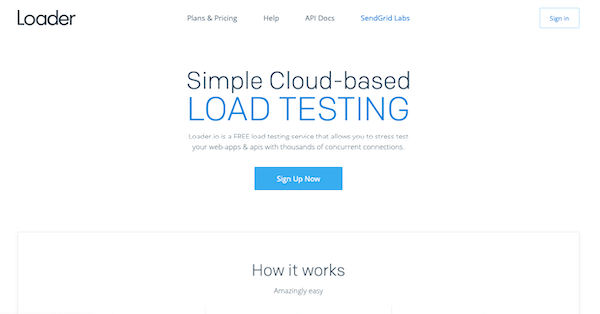 Loader
Plans & Pricing
Help
API Docs
SendGrid Labs
Sign in
Simple Cloud-based
LOAD TESTING
Loader.io is a FREE load testing service that allows you to stress test
your web-apps & apis with thousands of concurrent connections.
Sign Up Now
How it works
Amazingly easy